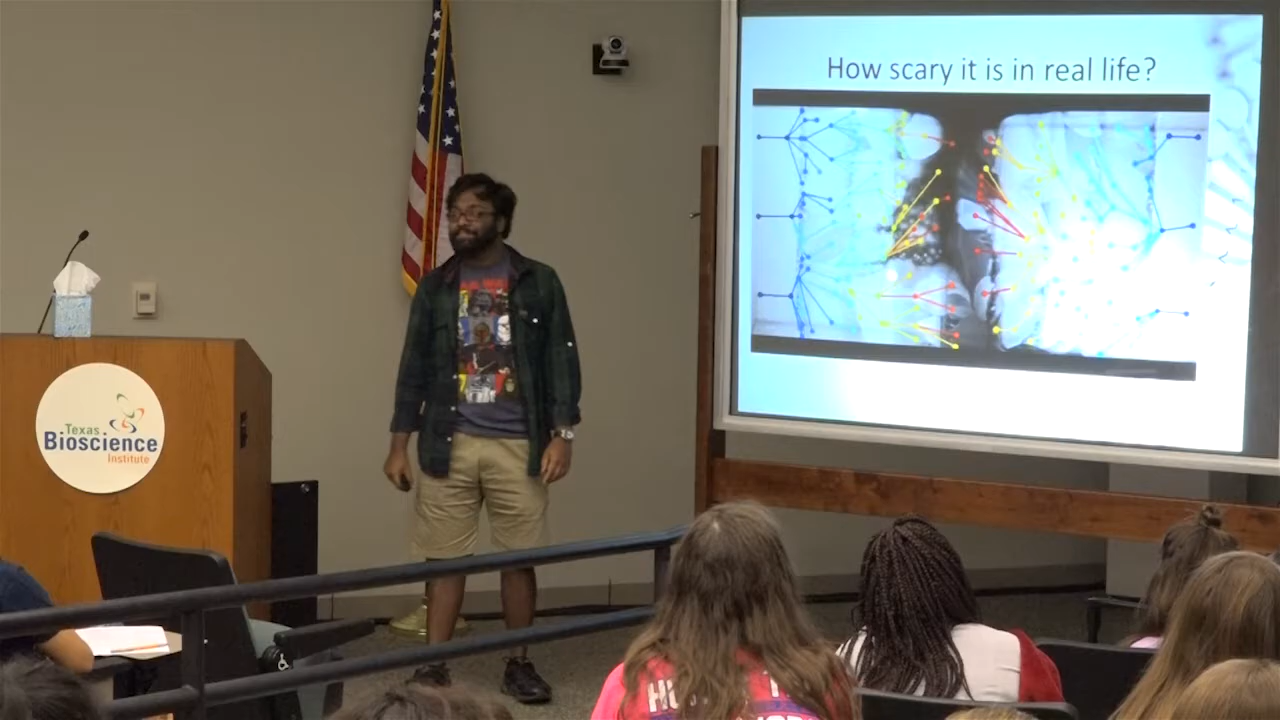 How scary it is in real life?
Texas
Bioscience
Institute